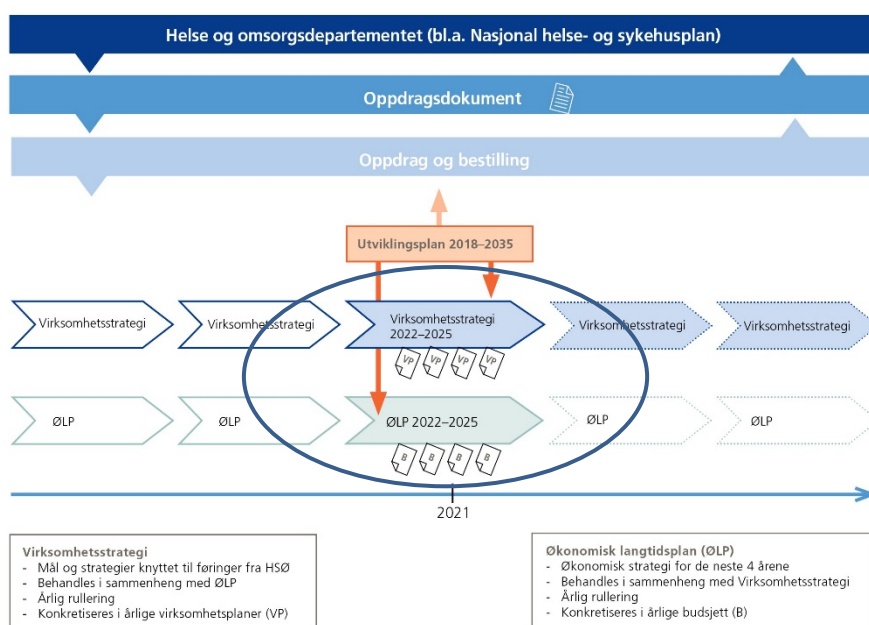 Helse og omsorgsdepartementet (bl.a. Nasjonal helse- og sykehusplan)
Oppdragsdokument
Oppdrag og bestilling
Utviklingsplan 2018–2035
Virksomhetsstrategi
Virksomhetsstrategi
Virksomhetsstrategi
2022–2025
Virksomhetsstrategi
Virksomhetsstrategi
VP VP VP VP
ØLP
ØLP
ØLP 2022–2025
ØLP
ØLP
B B B B
2021
Virksomhetsstrategi
- Mål og strategier knyttet til føringer fra HSØ
- Behandles i sammenheng med ØLP
- Årlig rullering
- Konkretiseres i årlige virksomhetsplaner (VP)
Økonomisk langtidsplan (ØLP)
- Økonomisk strategi for de neste 4 årene
- Behandles i sammenheng med Virksomhetsstrategi
- Årlig rullering
- Konkretiseres i årlige budsjett (B)